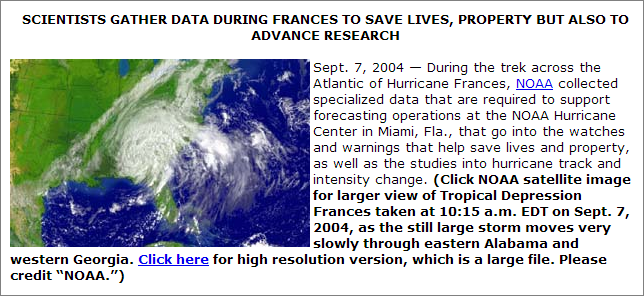 SCIENTISTS GATHER DATA DURING FRANCES TO SAVE LIVES, PROPERTY BUT ALSO TO
ADVANCE RESEARCH
Sept. 7, 2004 — During the trek across the
Atlantic of Hurricane Frances, NOAA collected
specialized data that are required to support
forecasting operations at the NOAA Hurricane
Center in Miami, Fla., that go into the watches
and warnings that help save lives and property,
as well as the studies into hurricane track and
intensity change. (Click NOAA satellite image
for larger view of Tropical Depression
Frances taken at 10:15 a.m. EDT on Sept. 7,
2004, as the still large storm moves very
slowly through eastern Alabama and
western Georgia. Click here for high resolution version, which is a large file. Please
credit “NOAA.”)